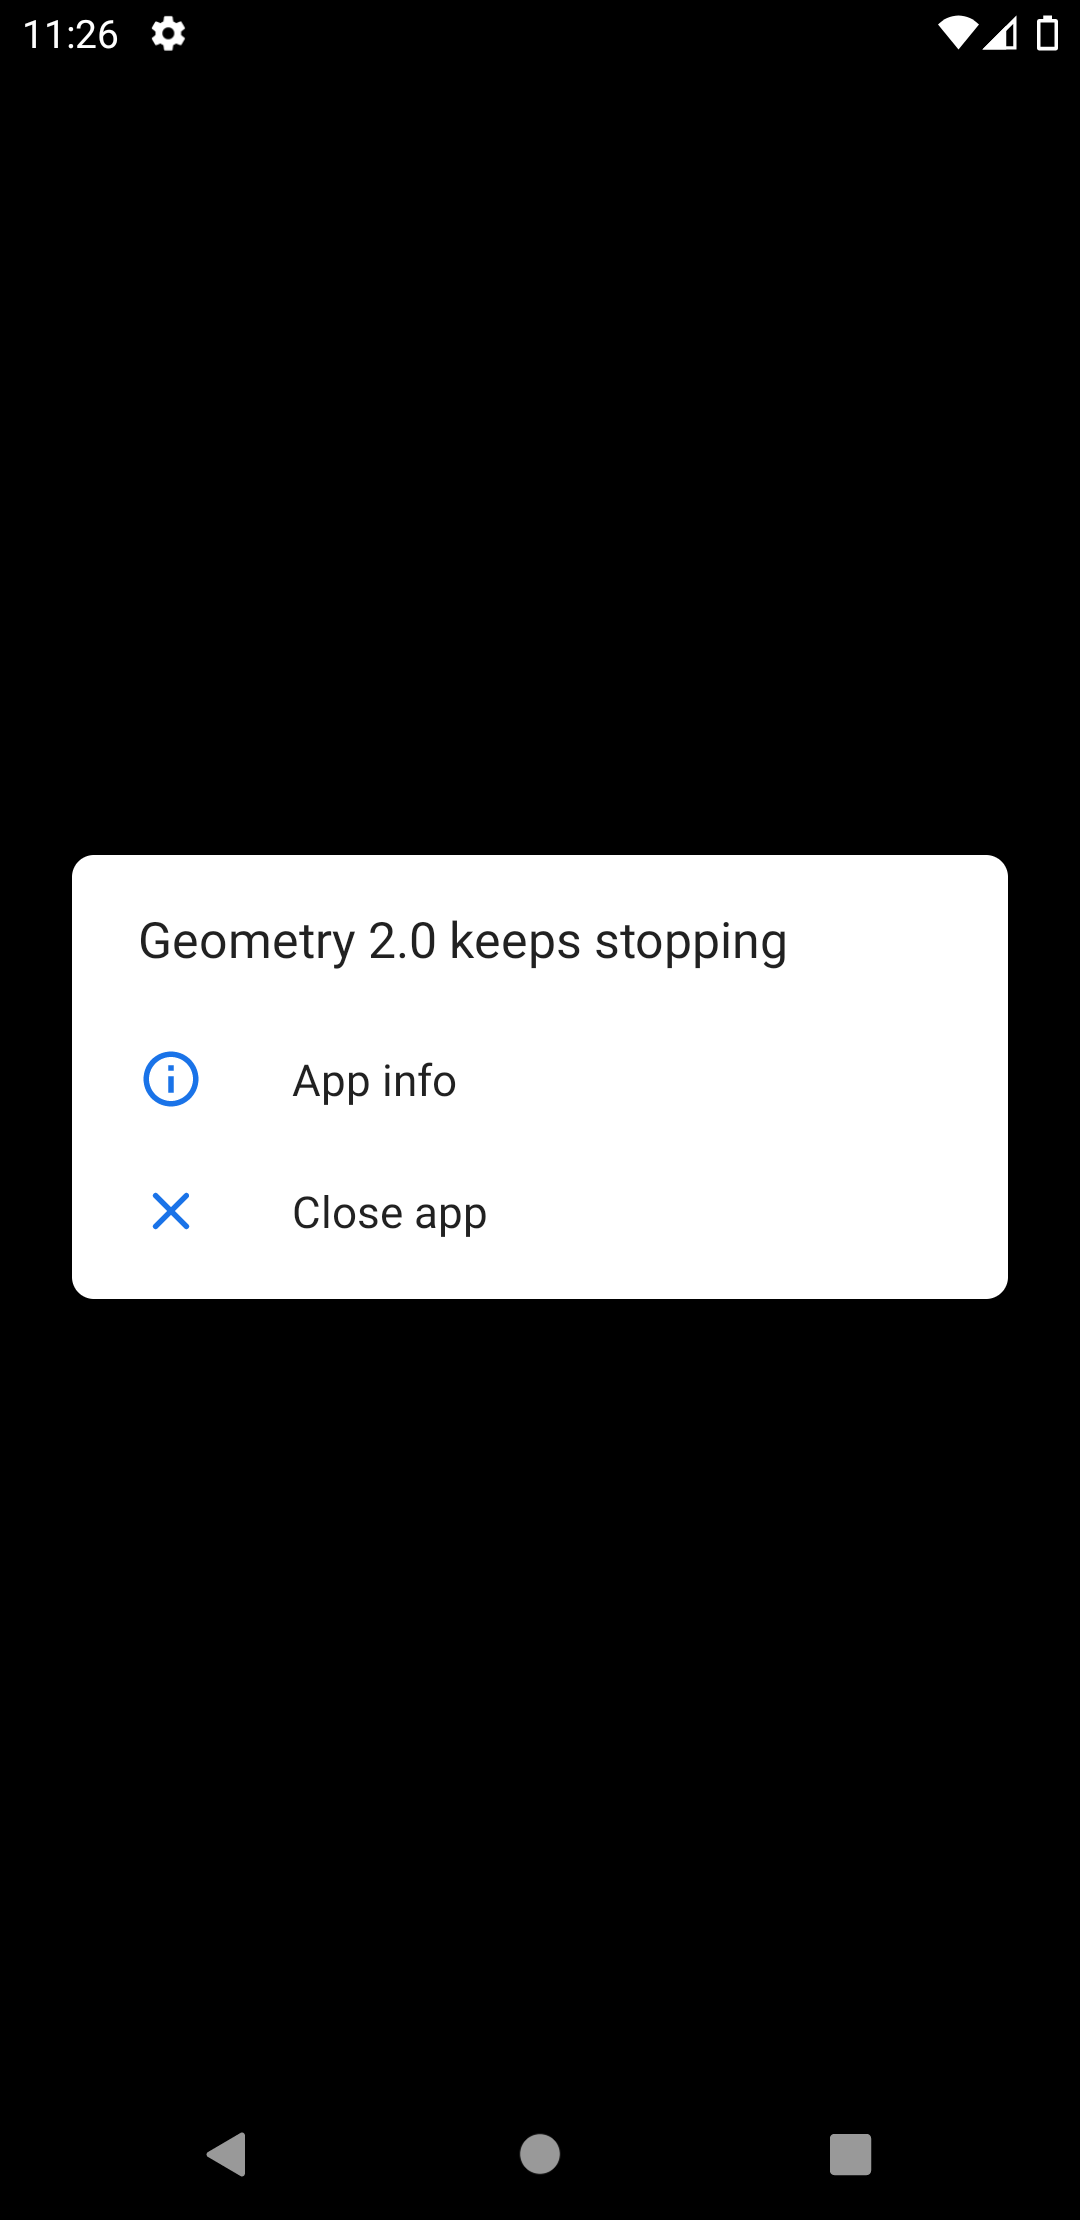 11:26
Geometry 2.0 keeps stopping
App info
Close app